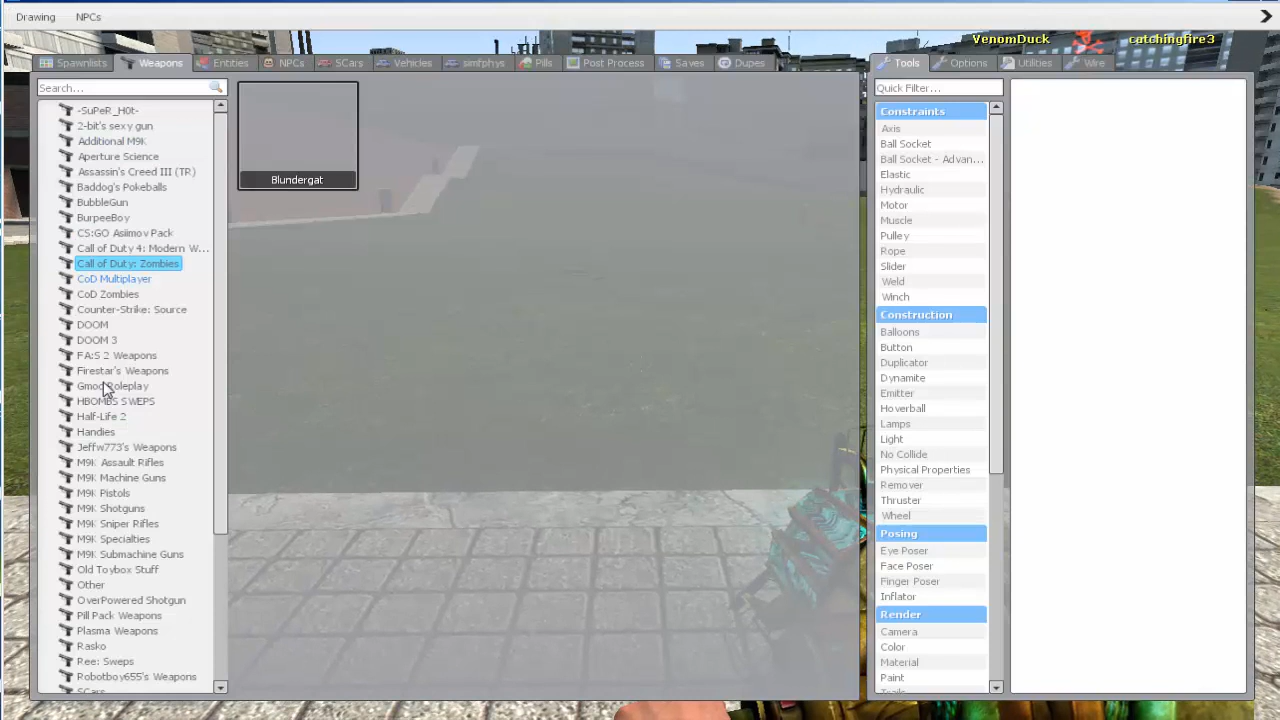 Drawing NPCs
VenomDuck catchingfire3
Spawnlists Weapons Entities NPCs SCars Vehicles simfphys Pills Post Process Saves Dupes
Tools Options Utilities Wire
Search...
-SuPeR_H0t-
2-bit's sexy gun
Additional M9K
Aperture Science
Assassin's Creed III (TR)
Baddog's Pokeballs
BubbleGun
BurpeeBoy
CS:GO Asiimov Pack
Call of Duty 4: Modern W...
Call of Duty: Zombies
CoD Multiplayer
CoD Zombies
Counter-Strike: Source
DOOM
DOOM 3
FA:S 2 Weapons
Firestar's Weapons
Gmod Roleplay
HBOMBS SWEPS
Half-Life 2
Handies
Jeffw773's Weapons
M9K Assault Rifles
M9K Machine Guns
M9K Pistols
M9K Shotguns
M9K Sniper Rifles
M9K Specialties
M9K Submachine Guns
Old Toybox Stuff
Other
OverPowered Shotgun
Pill Pack Weapons
Plasma Weapons
Rasko
Ree: Sweps
Robotboy655's Weapons
SCars
Blundergat
Quick Filter...
Constraints
Axis
Ball Socket
Ball Socket - Advan...
Elastic
Hydraulic
Motor
Muscle
Pulley
Rope
Slider
Weld
Winch
Construction
Balloons
Button
Duplicator
Dynamite
Emitter
Hoverball
Lamps
Light
No Collide
Physical Properties
Remover
Thruster
Wheel
Posing
Eye Poser
Face Poser
Finger Poser
Inflator
Render
Camera
Color
Material
Paint
Trails